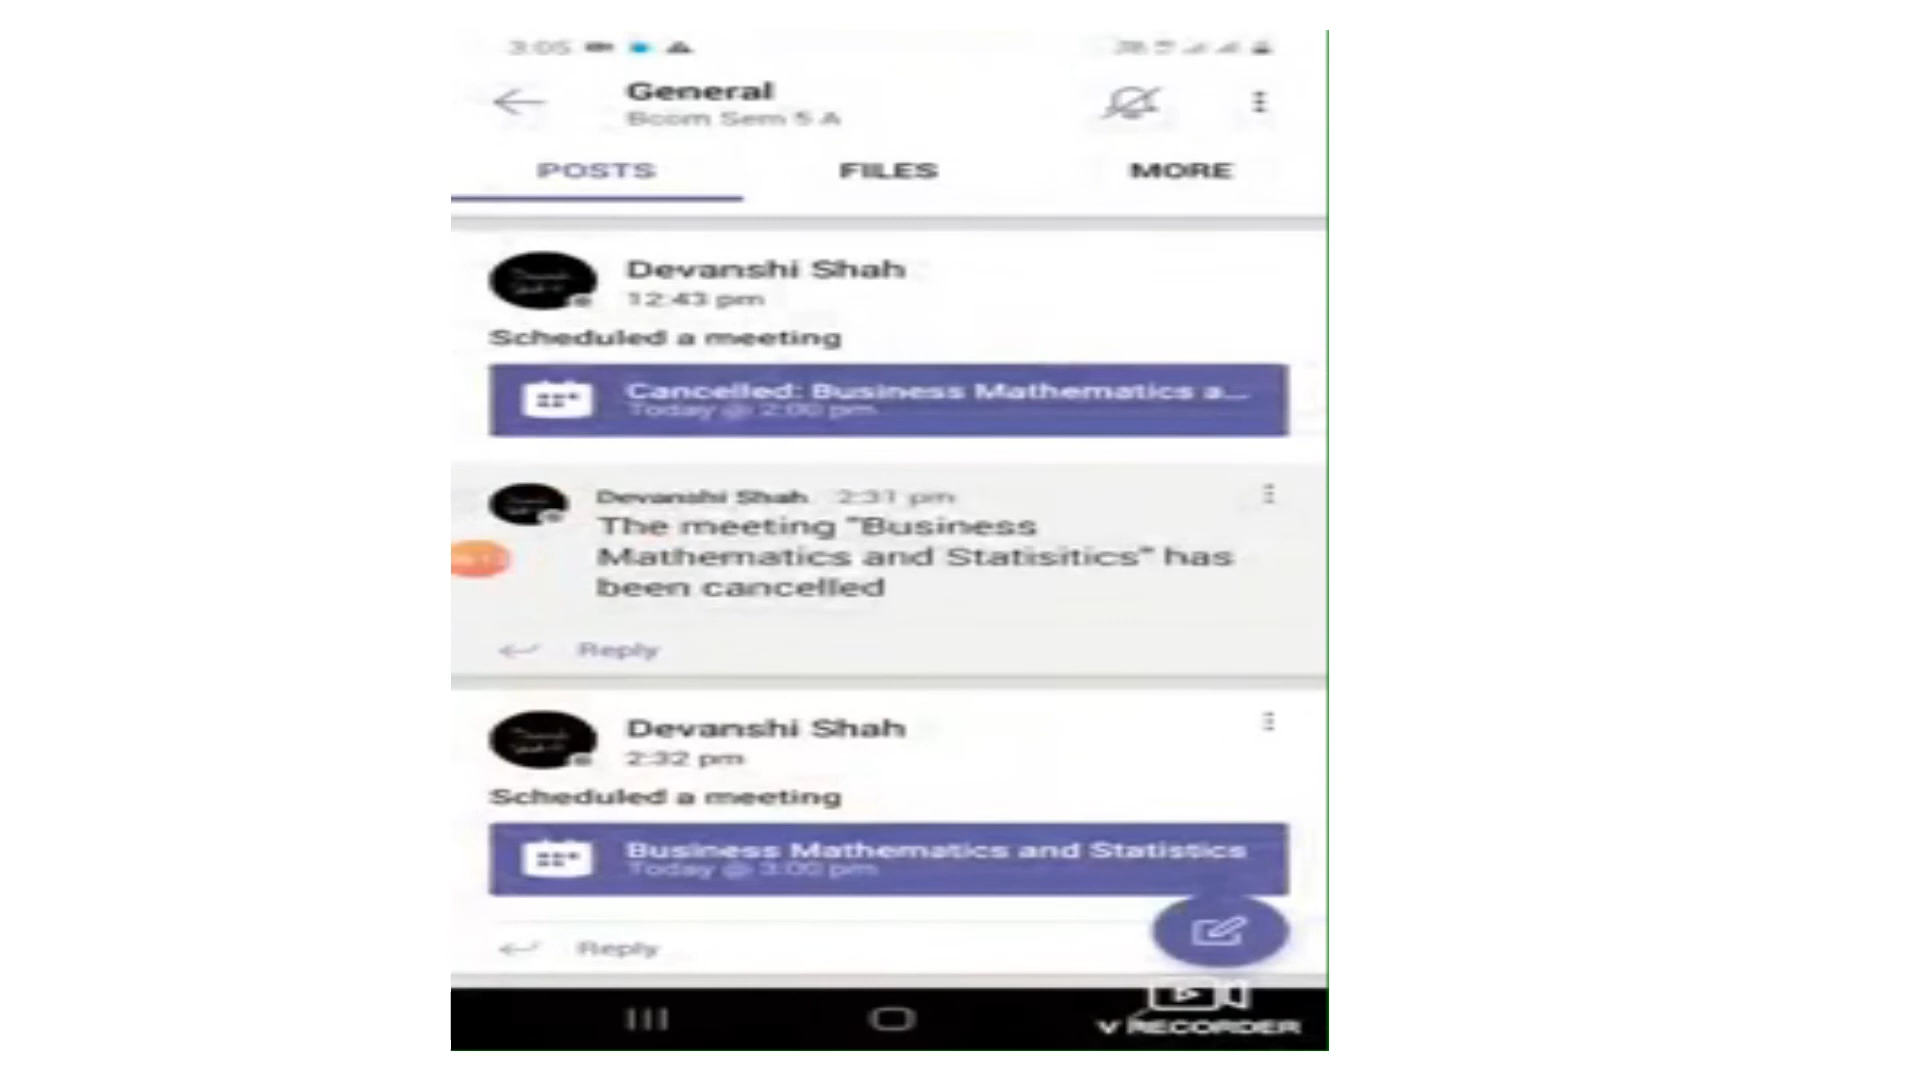 3:05
General
Bcom Sem 5 A
POSTS FILES MORE
Devanshi Shah
12:43 pm
Scheduled a meeting
Cancelled: Business Mathematics a...
Today @ 2:00 pm
Devanshi Shah 2:31 pm
The meeting "Business
Mathematics and Statisitics" has
been cancelled
Reply
Devanshi Shah
2:32 pm
Scheduled a meeting
Business Mathematics and Statistics
Today @ 3:00 pm
Reply
V RECORDER